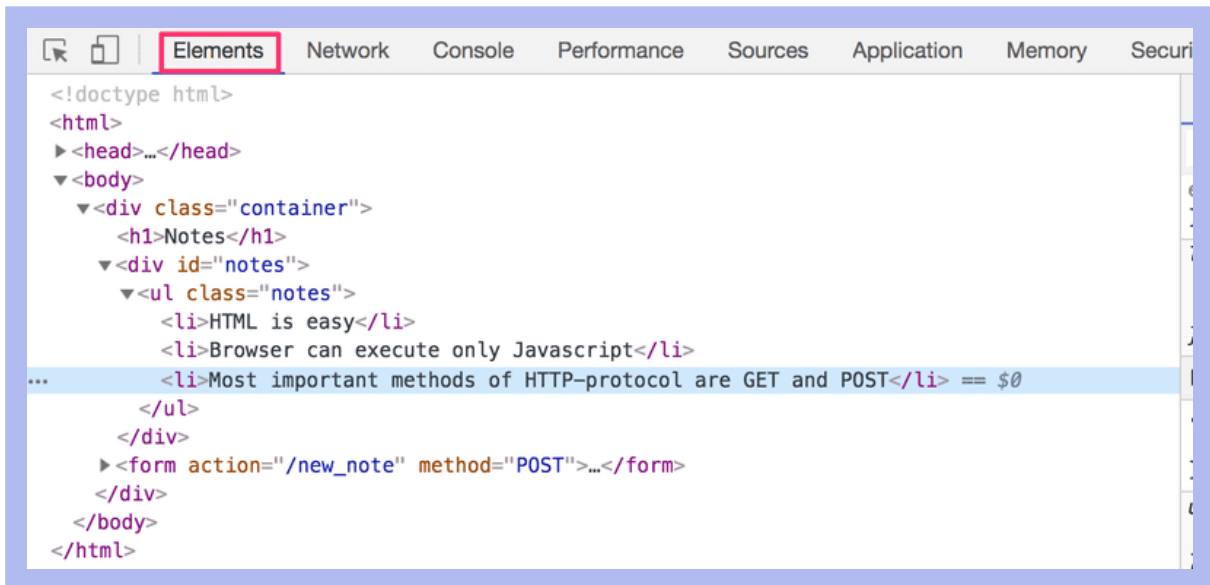 Elements Network Console Performance Sources Application Memory Securi
<!doctype html>
<html>
▶<head>…</head>
▼<body>
▼<div class="container">
<h1>Notes</h1>
▼<div id="notes">
▼<ul class="notes">
<li>HTML is easy</li>
<li>Browser can execute only Javascript</li>
… <li>Most important methods of HTTP-protocol are GET and POST</li> == $0
</ul>
</div>
▶<form action="/new_note" method="POST">…</form>
</div>
</body>
</html>